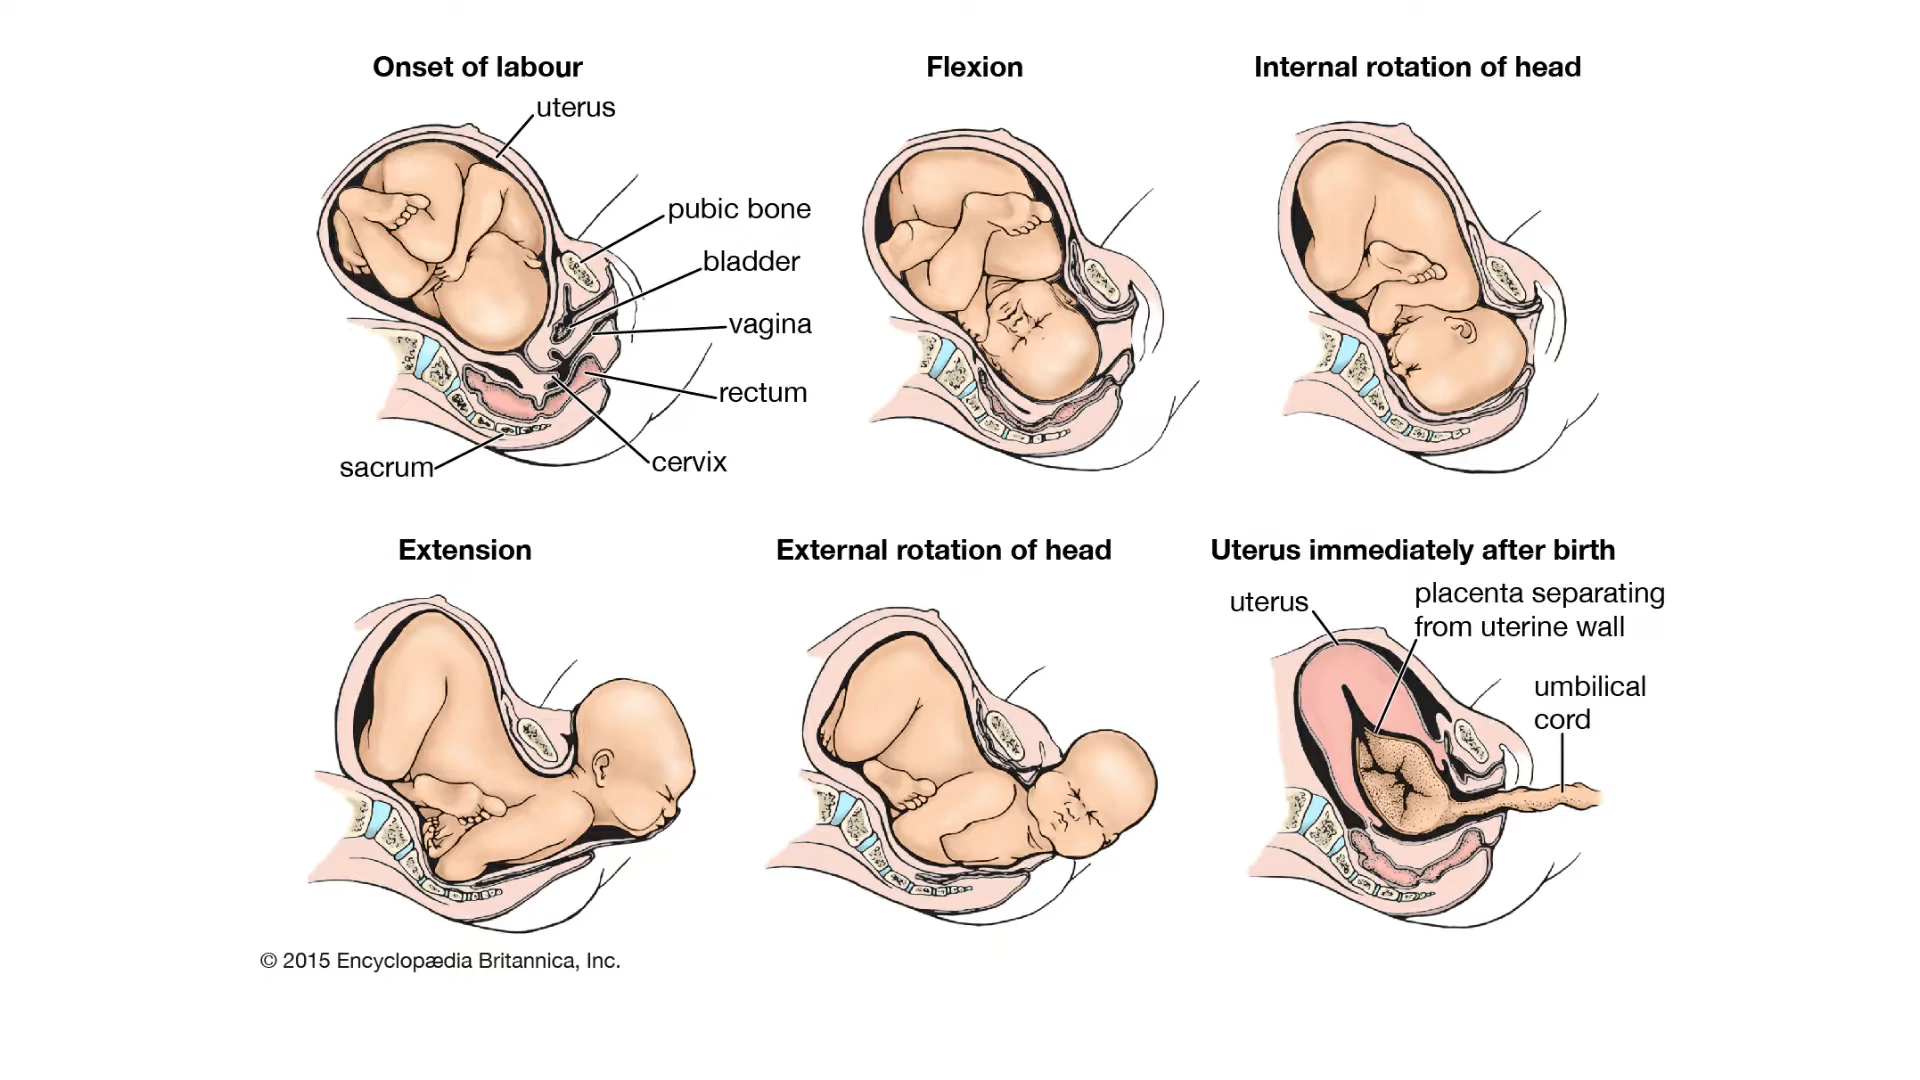 Onset of labour
uterus
pubic bone
bladder
vagina
rectum
cervix
sacrum
Flexion
Internal rotation of head
Extension
External rotation of head
Uterus immediately after birth
uterus
placenta separating
from uterine wall
umbilical
cord
© 2015 Encyclopædia Britannica, Inc.